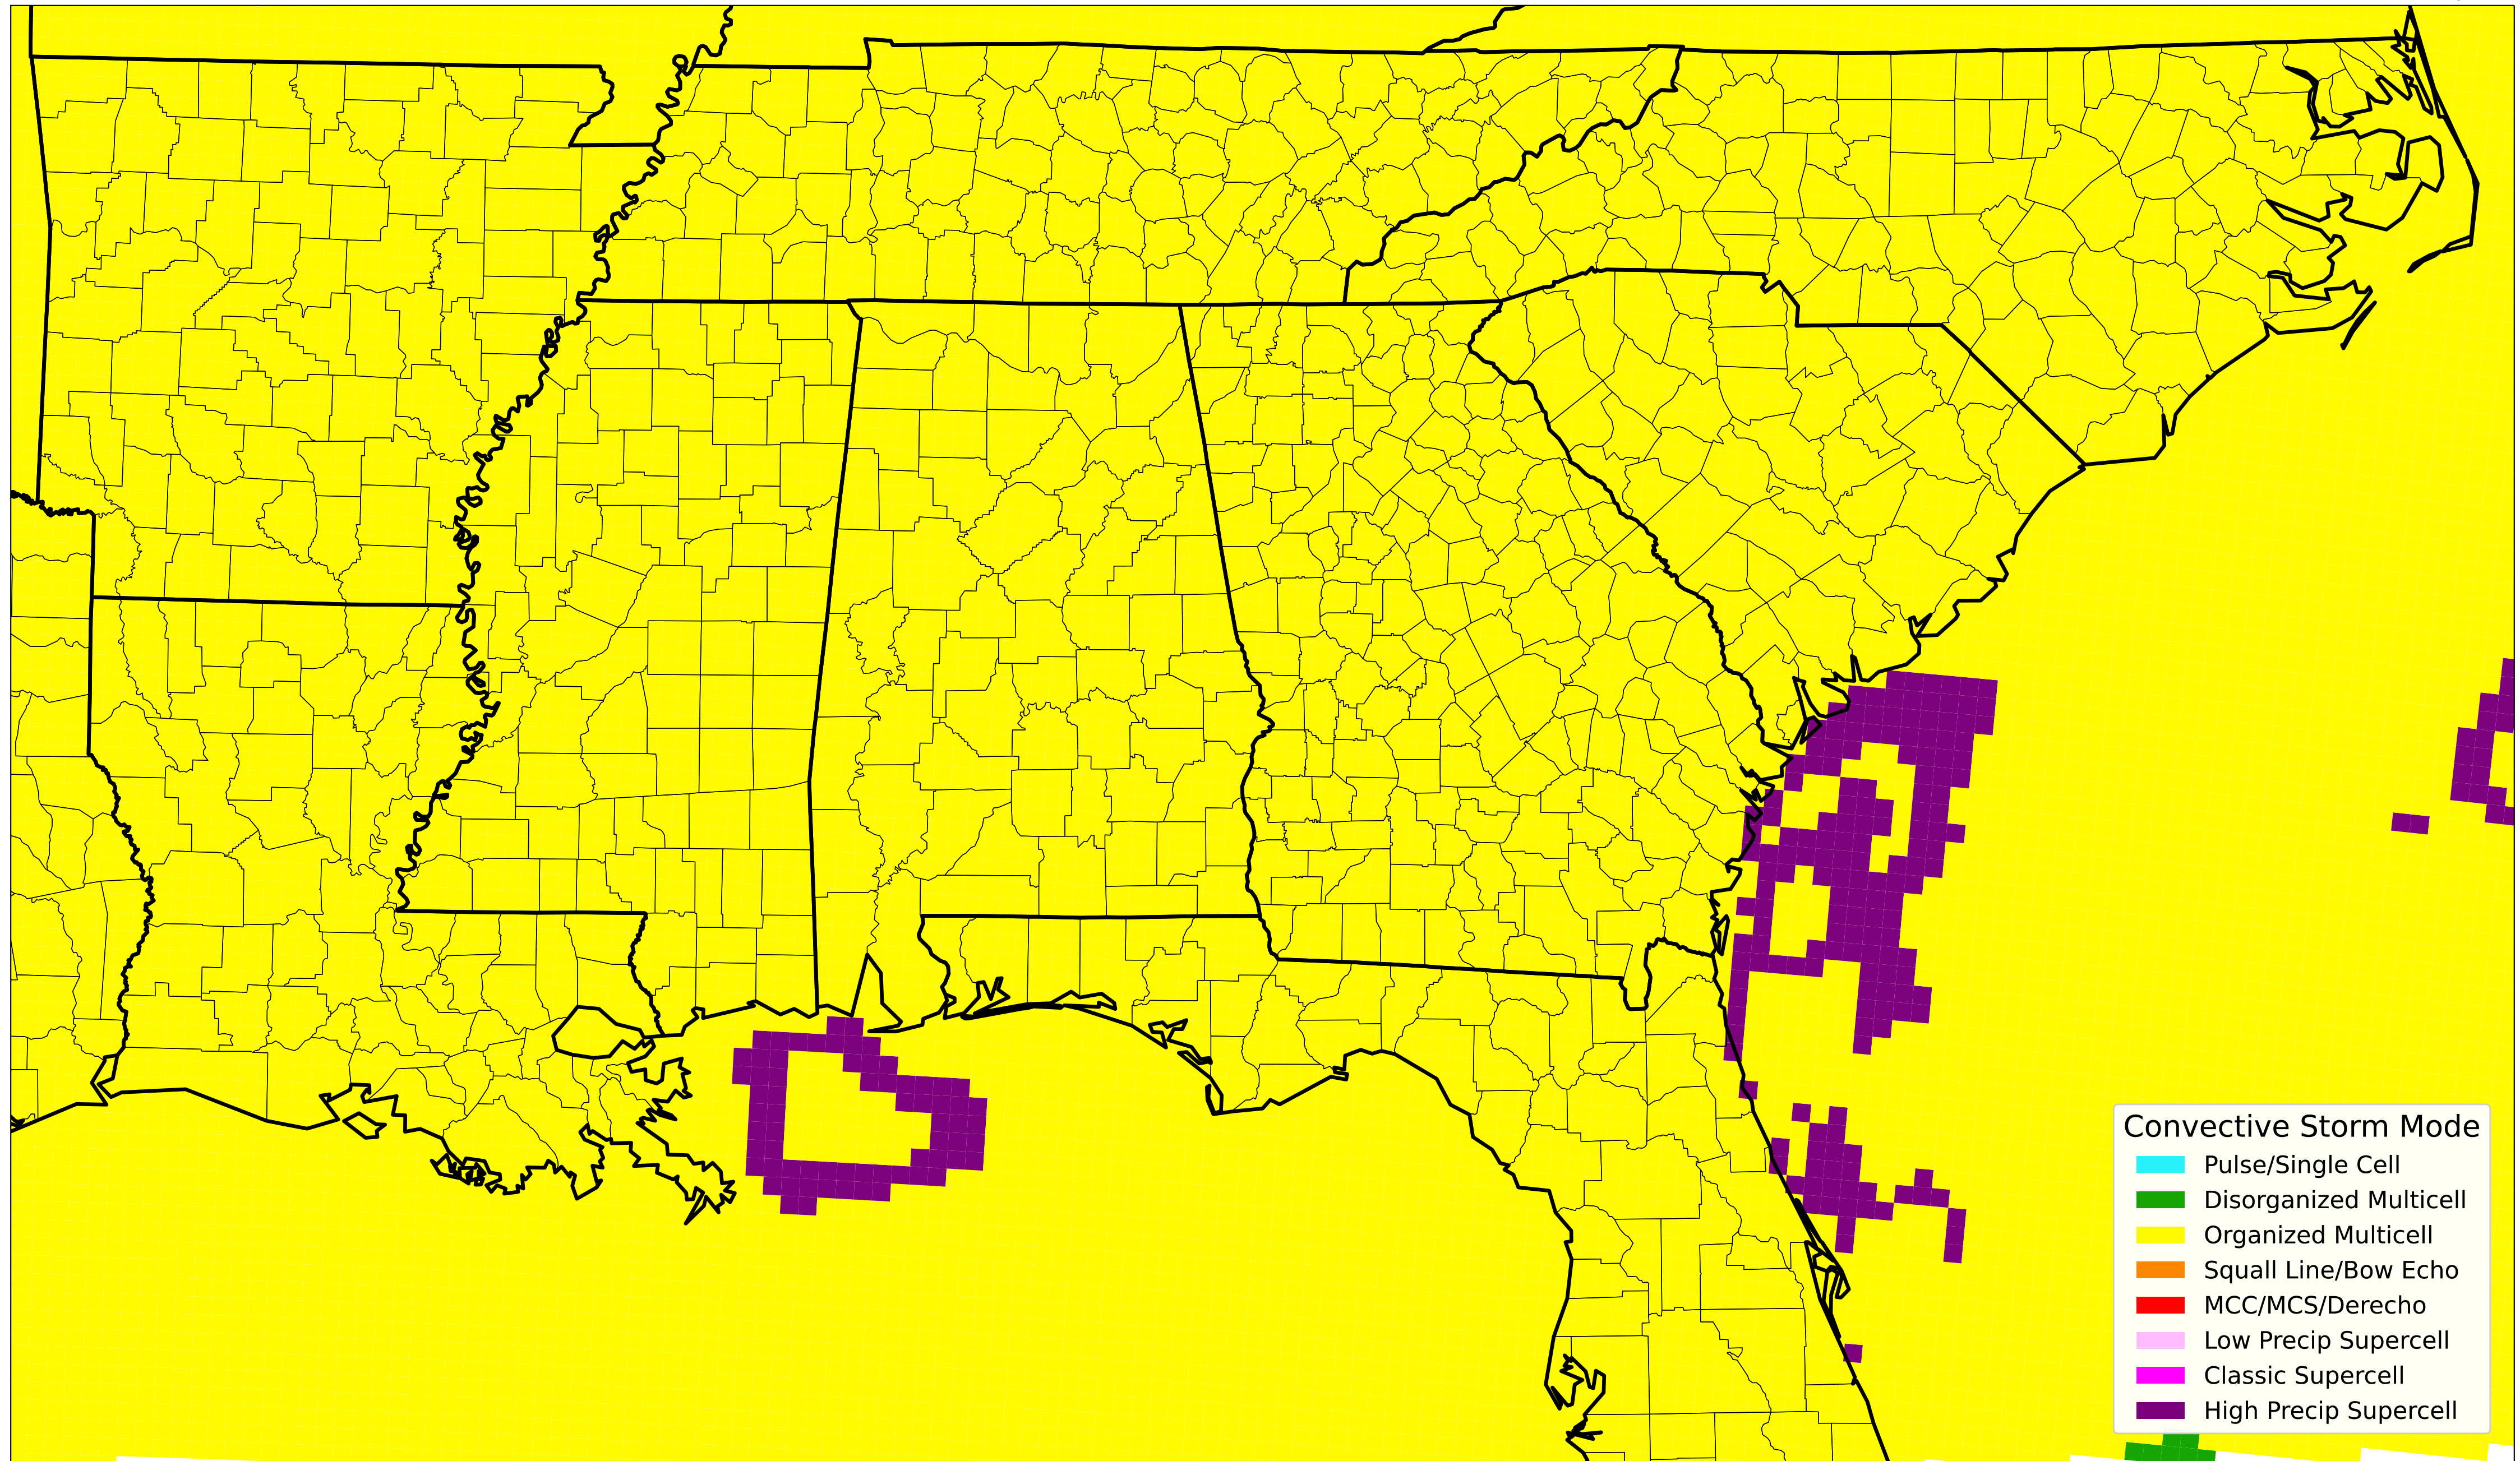 Convective Storm Mode
Pulse/Single Cell
Disorganized Multicell
Organized Multicell
Squall Line/Bow Echo
MCC/MCS/Derecho
Low Precip Supercell
Classic Supercell
High Precip Supercell